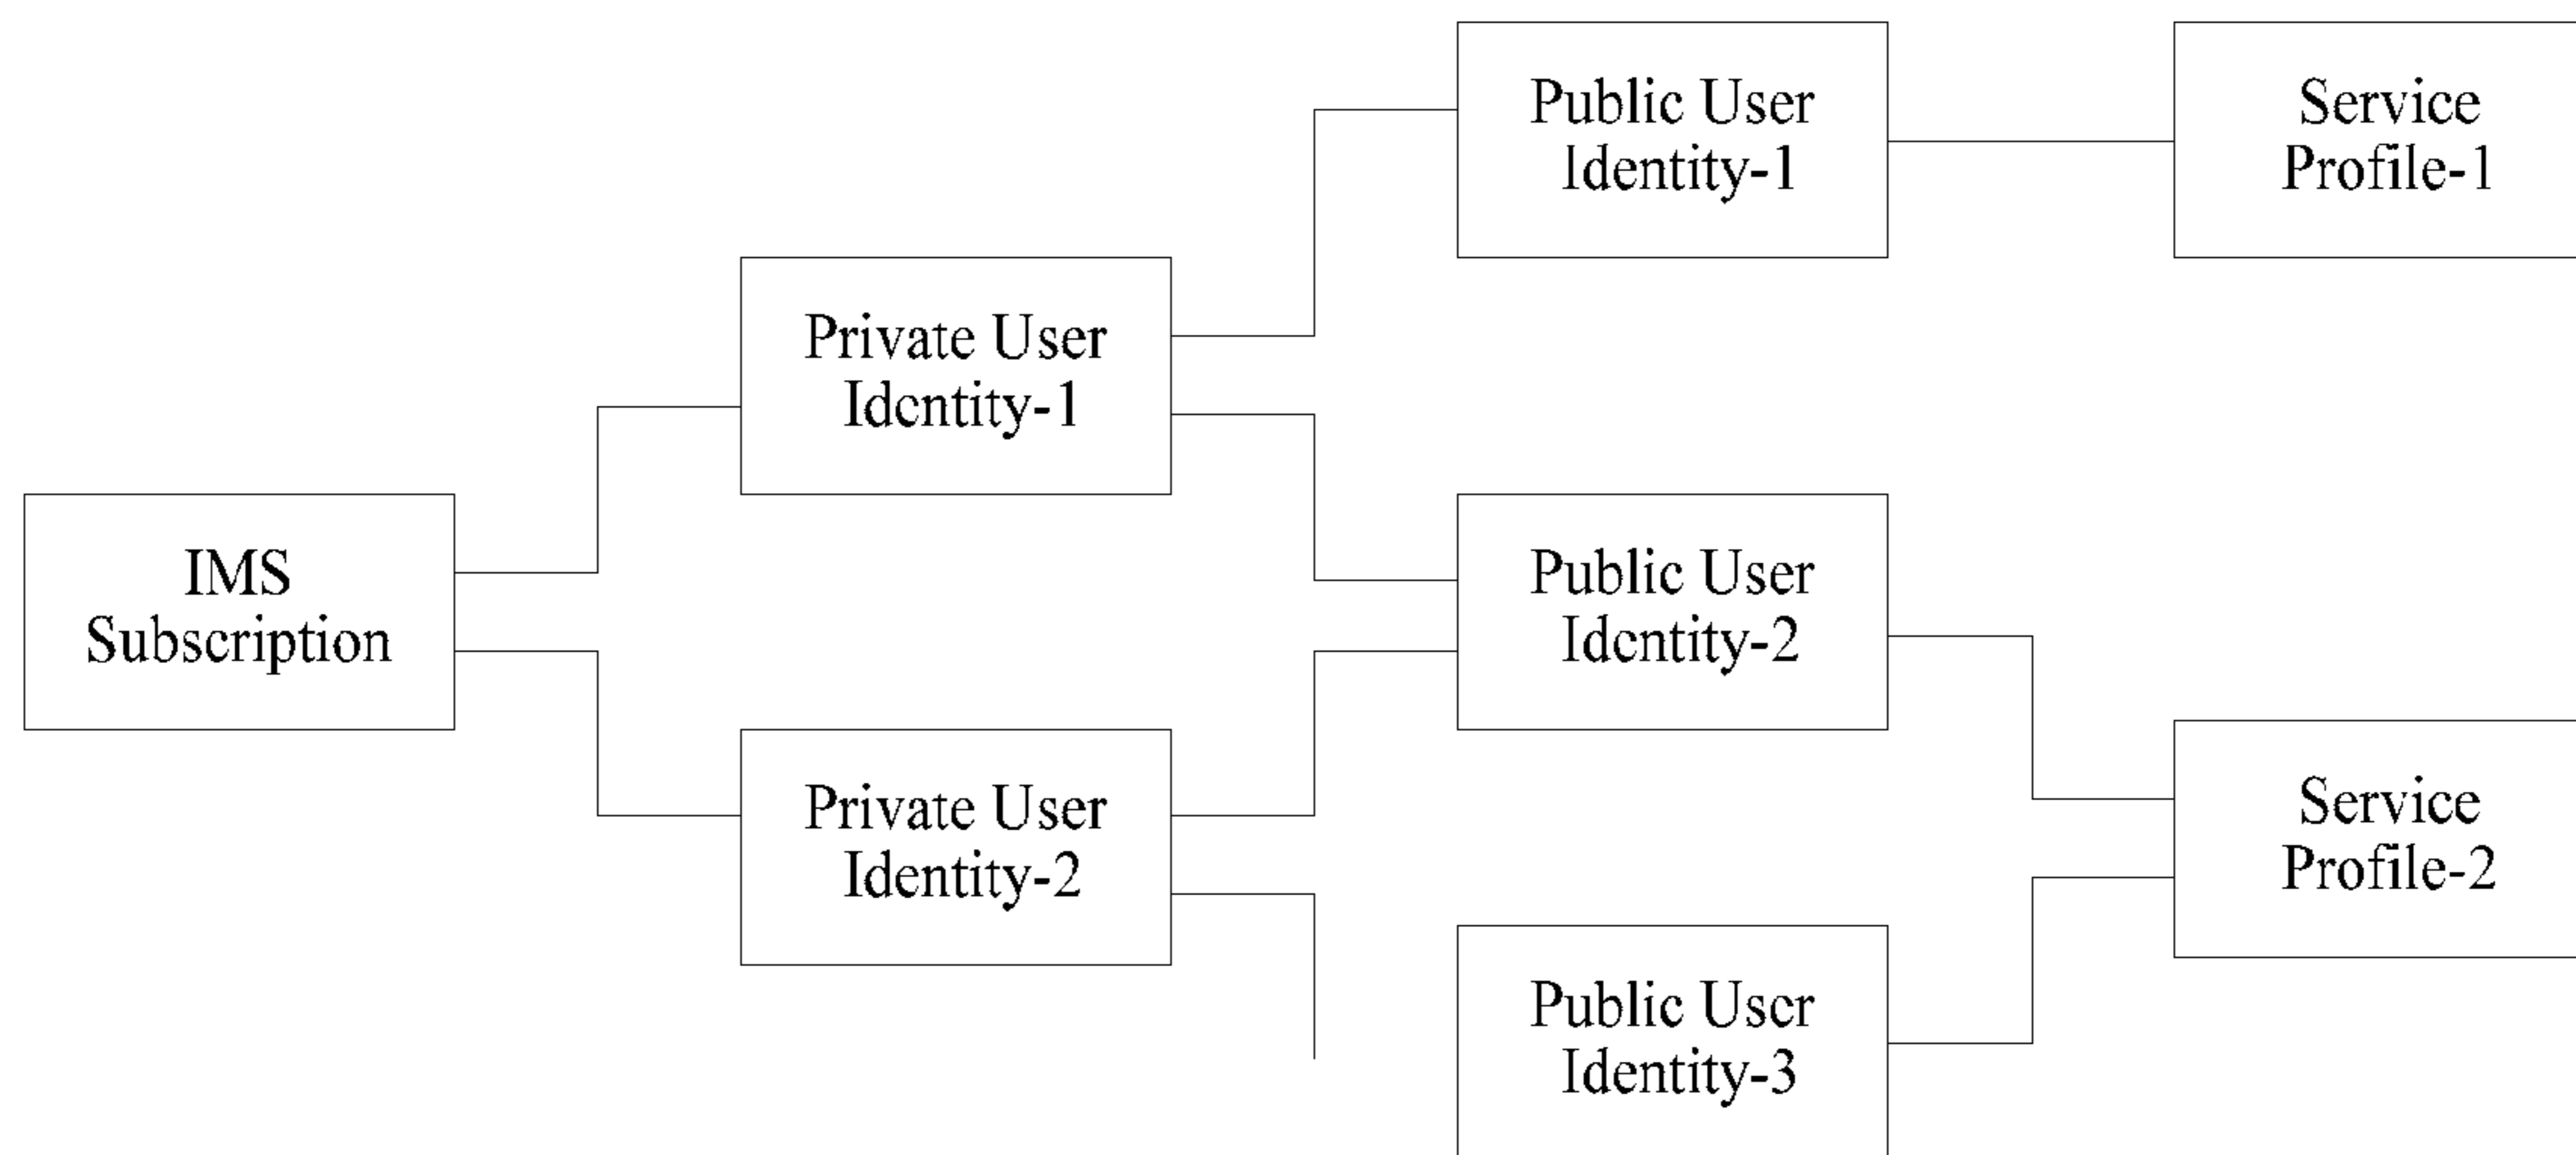 Public User
Identity-1
Service
Profile-1
Private User
Identity-1
IMS
Subscription
Public User
Identity-2
Private User
Identity-2
Service
Profile-2
Public User
Identity-3